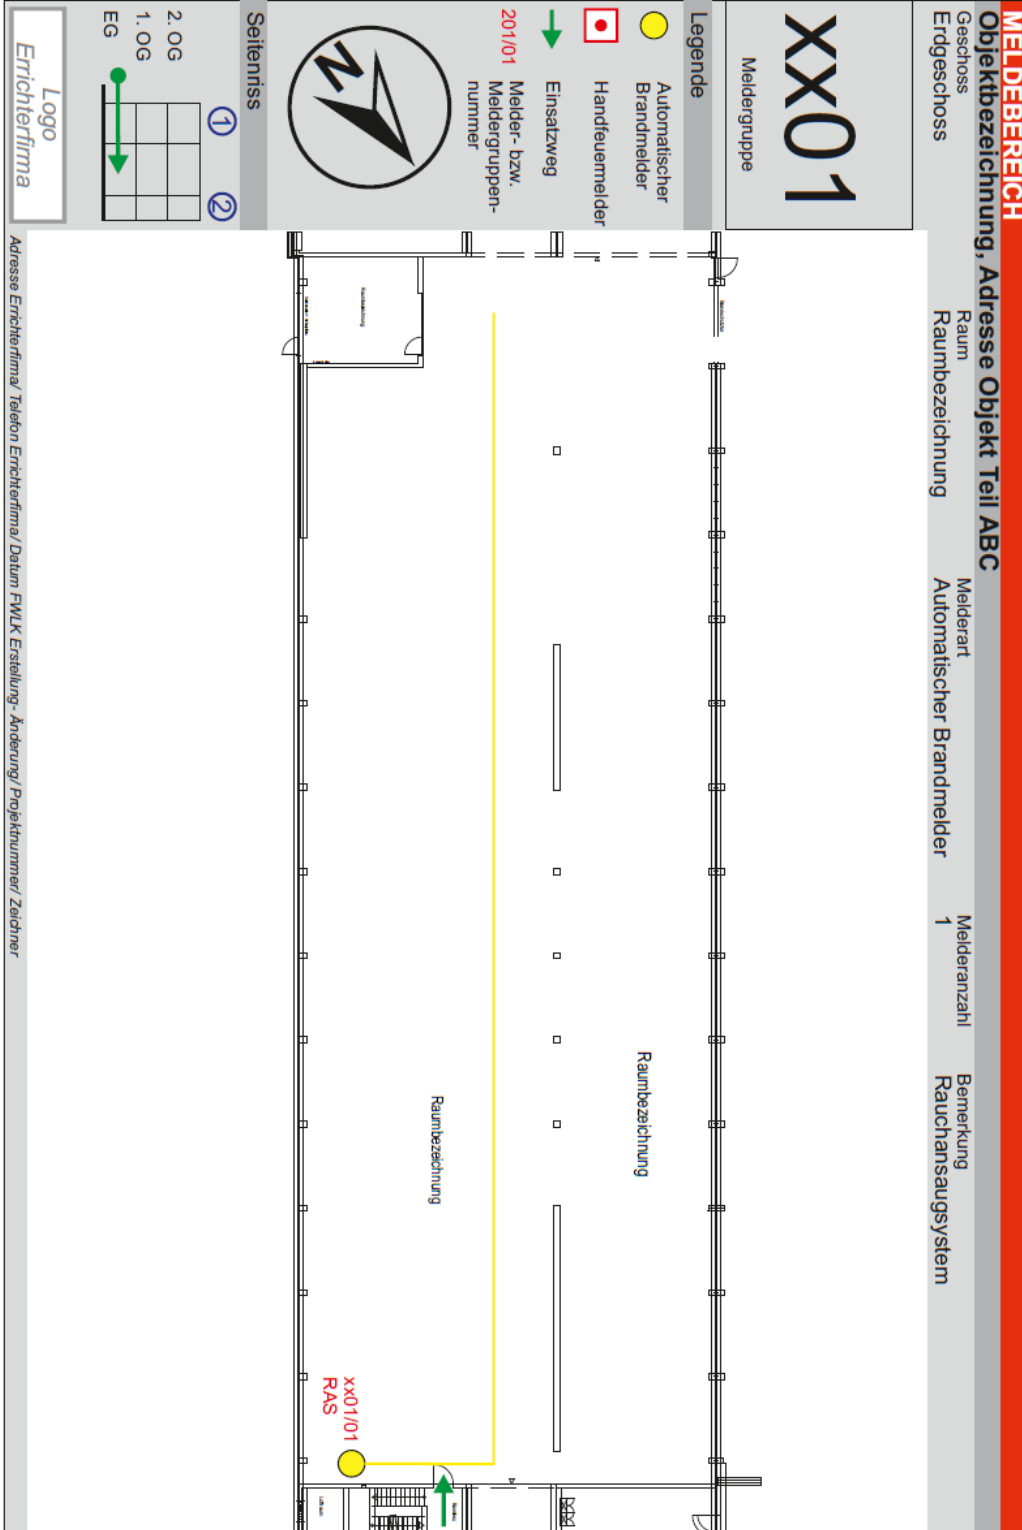 MELDEBEREICH
Objektbezeichnung, Adresse Objekt Teil ABC
Geschoss
Erdgeschoss
Raum
Raumbezeichnung
Melderart
Automatischer Brandmelder
Melderanzahl
1
Bemerkung
Rauchansaugsystem
xx01
Meldergruppe
Legende
Automatischer
Brandmelder
Handfeuermelder
Einsatzweg
201/01
Melder- bzw.
Meldergruppen-
nummer
N
Seitenriss
1
2
2. OG
1. OG
EG
Logo
Errichterfirma
Raumbezeichnung
Raumbezeichnung
Raumbezeichnung
xx01/01
RAS
Adresse Errichterfirma/ Telefon Errichterfirma/ Datum FWLK Erstellung- Änderung/ Projektnummer/ Zeichner